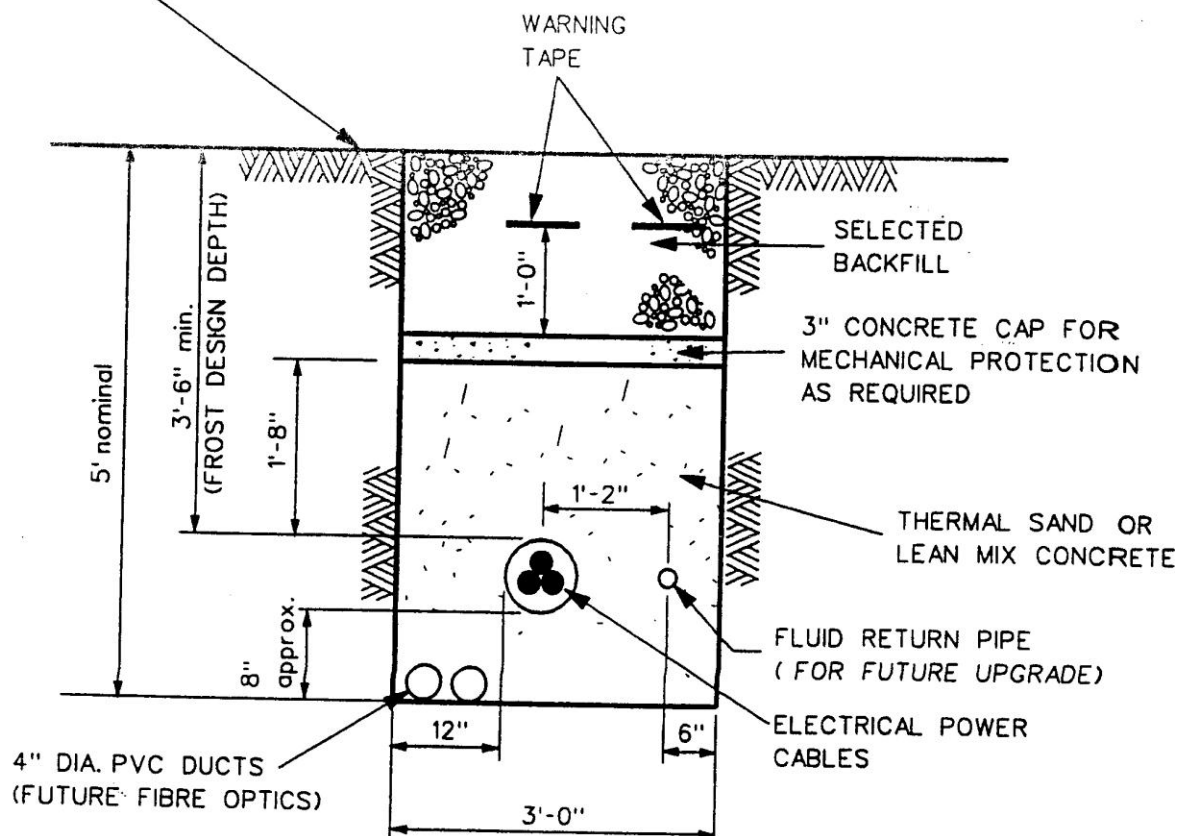 WARNING
TAPE
SELECTED
BACKFILL
1'-0"
3" CONCRETE CAP FOR
MECHANICAL PROTECTION
AS REQUIRED
5' nominal
3'-6" min.
(FROST DESIGN DEPTH)
1'-8"
1'-2"
THERMAL SAND OR
LEAN MIX CONCRETE
8"
approx.
FLUID RETURN PIPE
( FOR FUTURE UPGRADE)
12"
6"
ELECTRICAL POWER
CABLES
4" DIA. PVC DUCTS
(FUTURE FIBRE OPTICS)
3'-0"